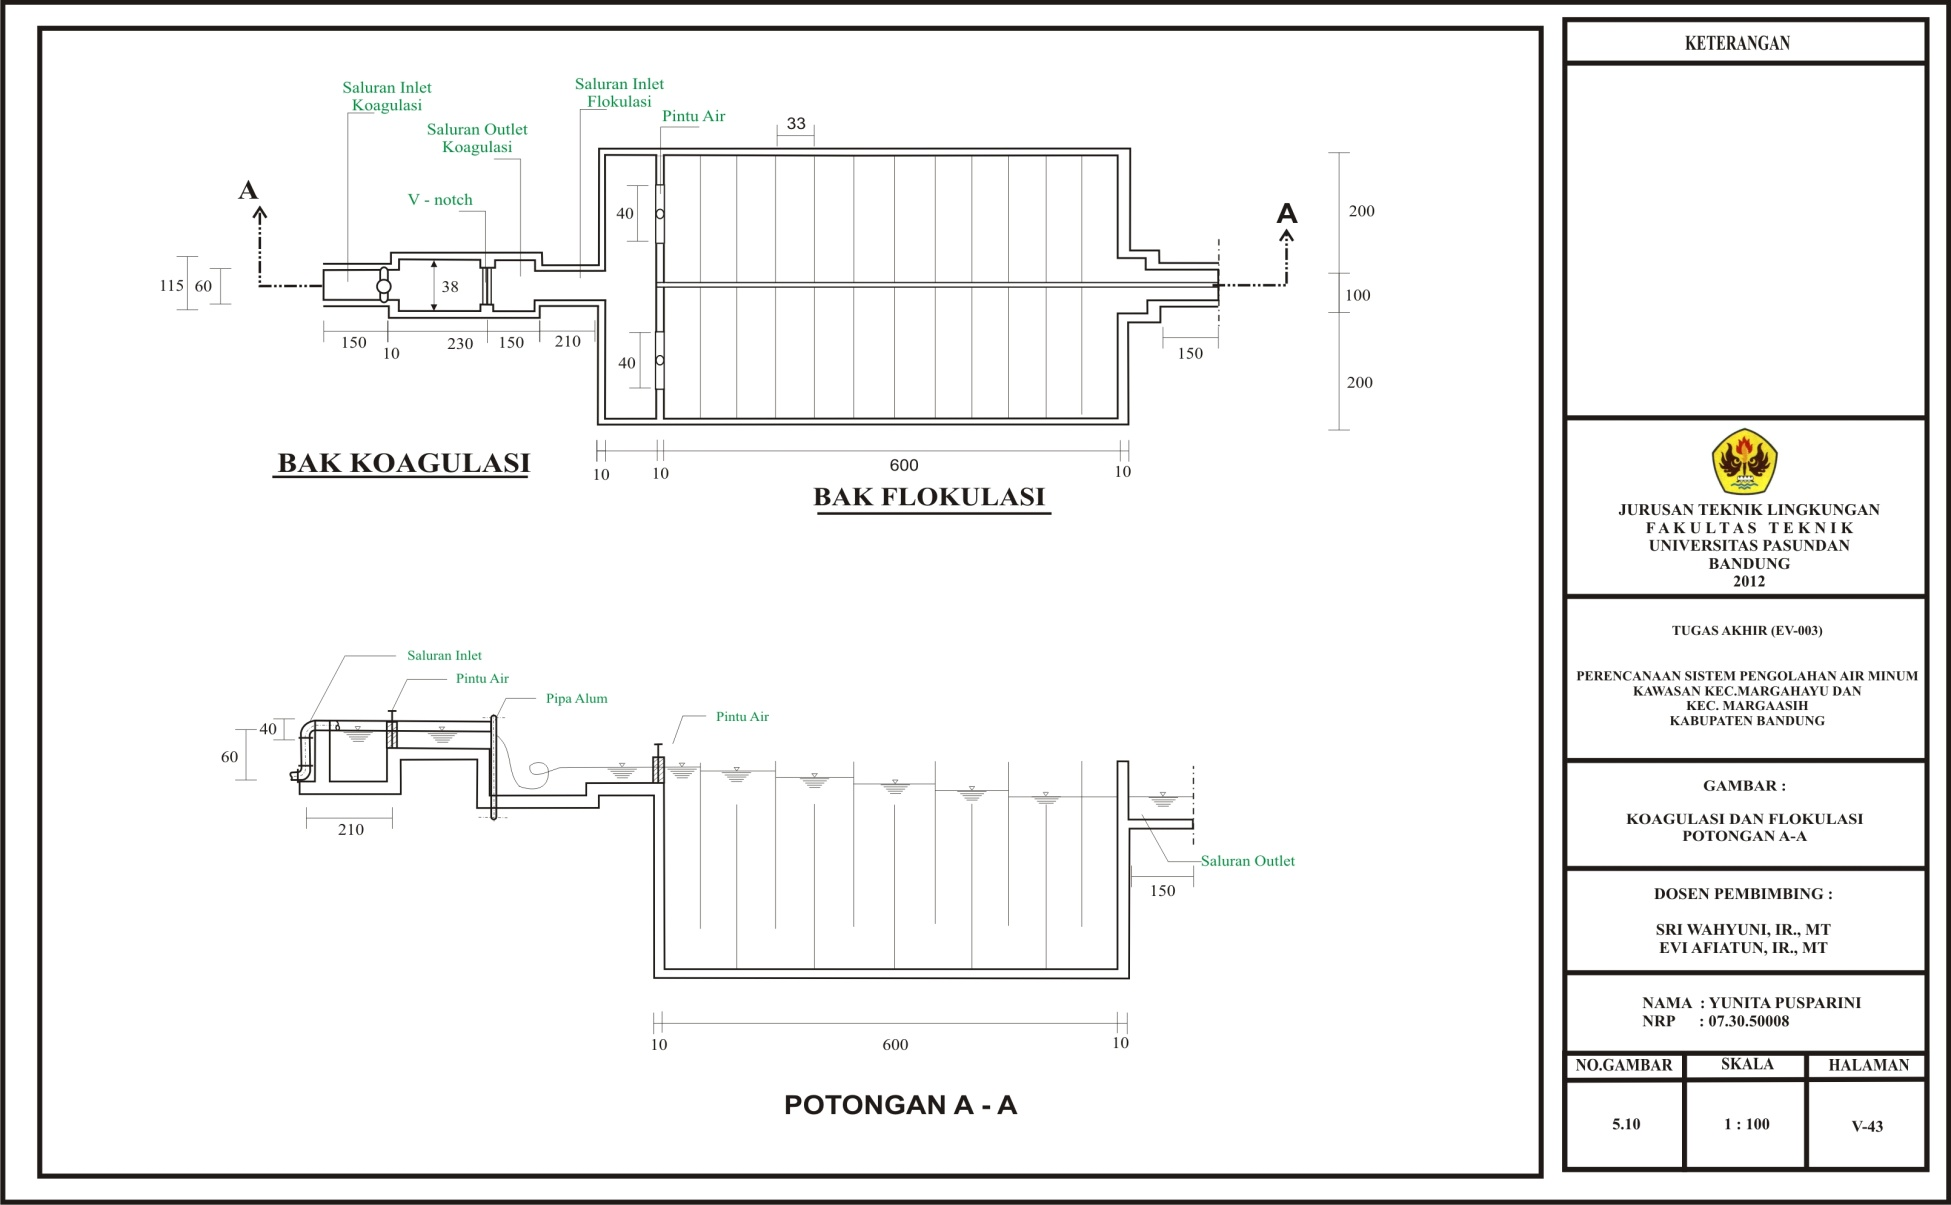 Saluran Inlet
Koagulasi
Saluran Outlet
Koagulasi
V - notch
Saluran Inlet
Flokulasi
Pintu Air
33
A
A
40
40
38
115
60
150
10
230
150
210
200
100
200
150
10
10
600
10
BAK KOAGULASI
BAK FLOKULASI
Saluran Inlet
Pintu Air
Pipa Alum
Pintu Air
40
60
210
Saluran Outlet
150
10
600
10
POTONGAN A - A
KETERANGAN
JURUSAN TEKNIK LINGKUNGAN
FAKULTAS TEKNIK
UNIVERSITAS PASUNDAN
BANDUNG
2012
TUGAS AKHIR (EV-003)
PERENCANAAN SISTEM PENGOLAHAN AIR MINUM
KAWASAN KEC.MARGAHAYU DAN
KEC. MARGAASIH
KABUPATEN BANDUNG
GAMBAR :
KOAGULASI DAN FLOKULASI
POTONGAN A-A
DOSEN PEMBIMBING :
SRI WAHYUNI, IR., MT
EVI AFIATUN, IR., MT
NAMA : YUNITA PUSPARINI
NRP : 07.30.50008
NO.GAMBAR SKALA HALAMAN
5.10 1 : 100 V-43